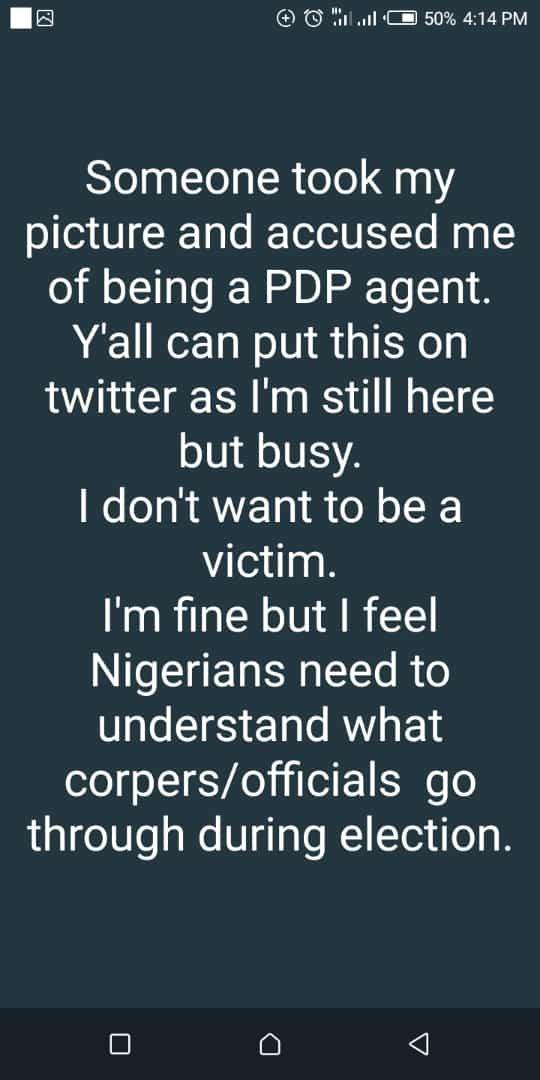 50% 4:14 PM
Someone took my
picture and accused me
of being a PDP agent.
Y'all can put this on
twitter as I'm still here
but busy.
I don't want to be a
victim.
I'm fine but I feel
Nigerians need to
understand what
corpers/officials  go
through during election.